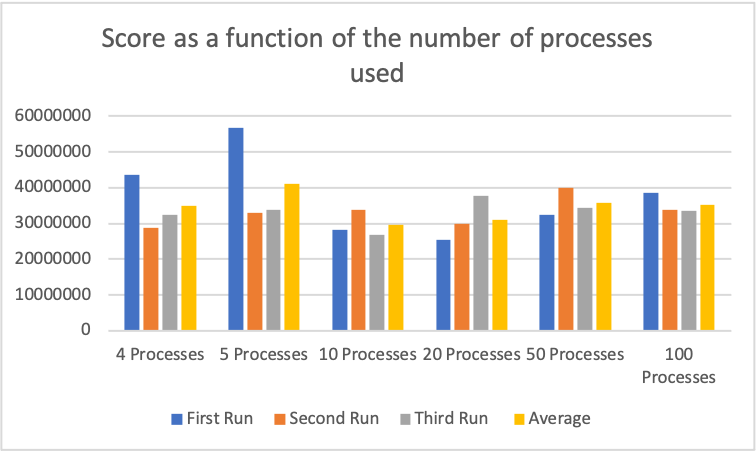 Score as a function of the number of processes
used
60000000
50000000
40000000
30000000
20000000
10000000
0
4 Processes 5 Processes 10 Processes 20 Processes 50 Processes 100
Processes
First Run Second Run Third Run Average